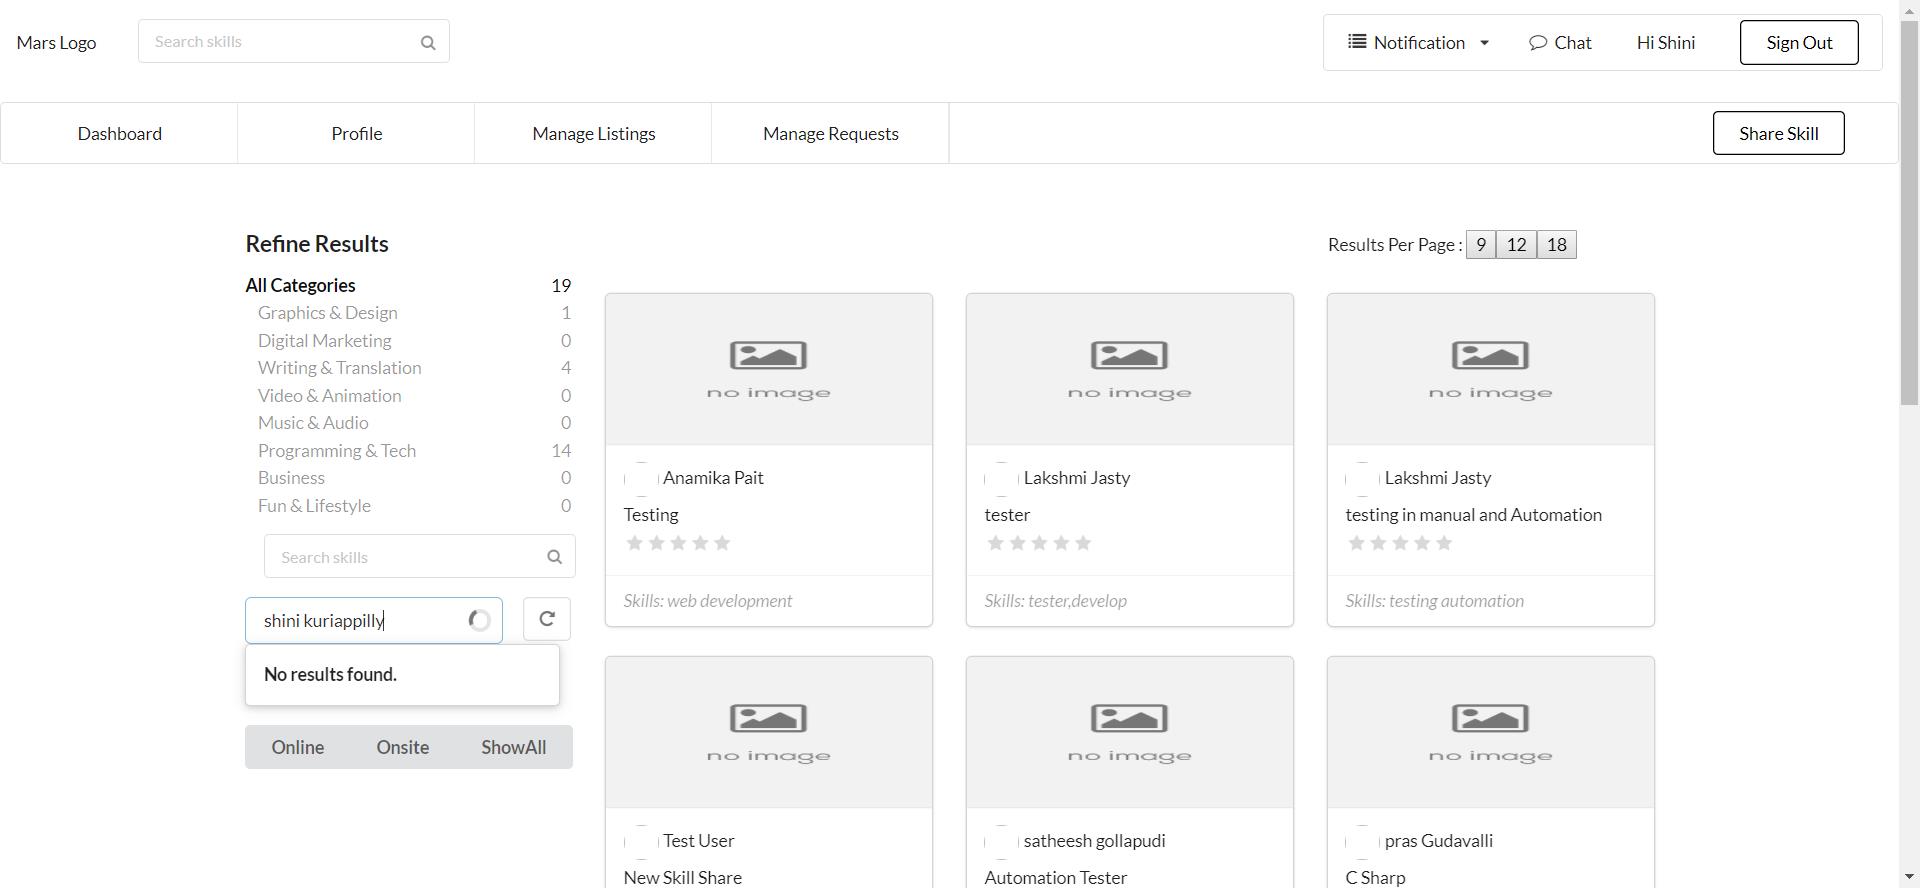 Mars Logo
Search skills
Notification
Chat
Hi Shini
Sign Out
Dashboard
Profile
Manage Listings
Manage Requests
Share Skill
Refine Results
Results Per Page : 9 12 18
All Categories 19
Graphics & Design 1
Digital Marketing 0
Writing & Translation 4
Video & Animation 0
Music & Audio 0
Programming & Tech 14
Business 0
Fun & Lifestyle 0
Search skills
shini kuriappilly
No results found.
Online
Onsite
ShowAll
no image
Anamika Pait
Testing
Skills: web development
no image
Lakshmi Jasty
tester
Skills: tester,develop
no image
Lakshmi Jasty
testing in manual and Automation
Skills: testing automation
no image
Test User
New Skill Share
no image
satheesh gollapudi
Automation Tester
no image
pras Gudavalli
C Sharp